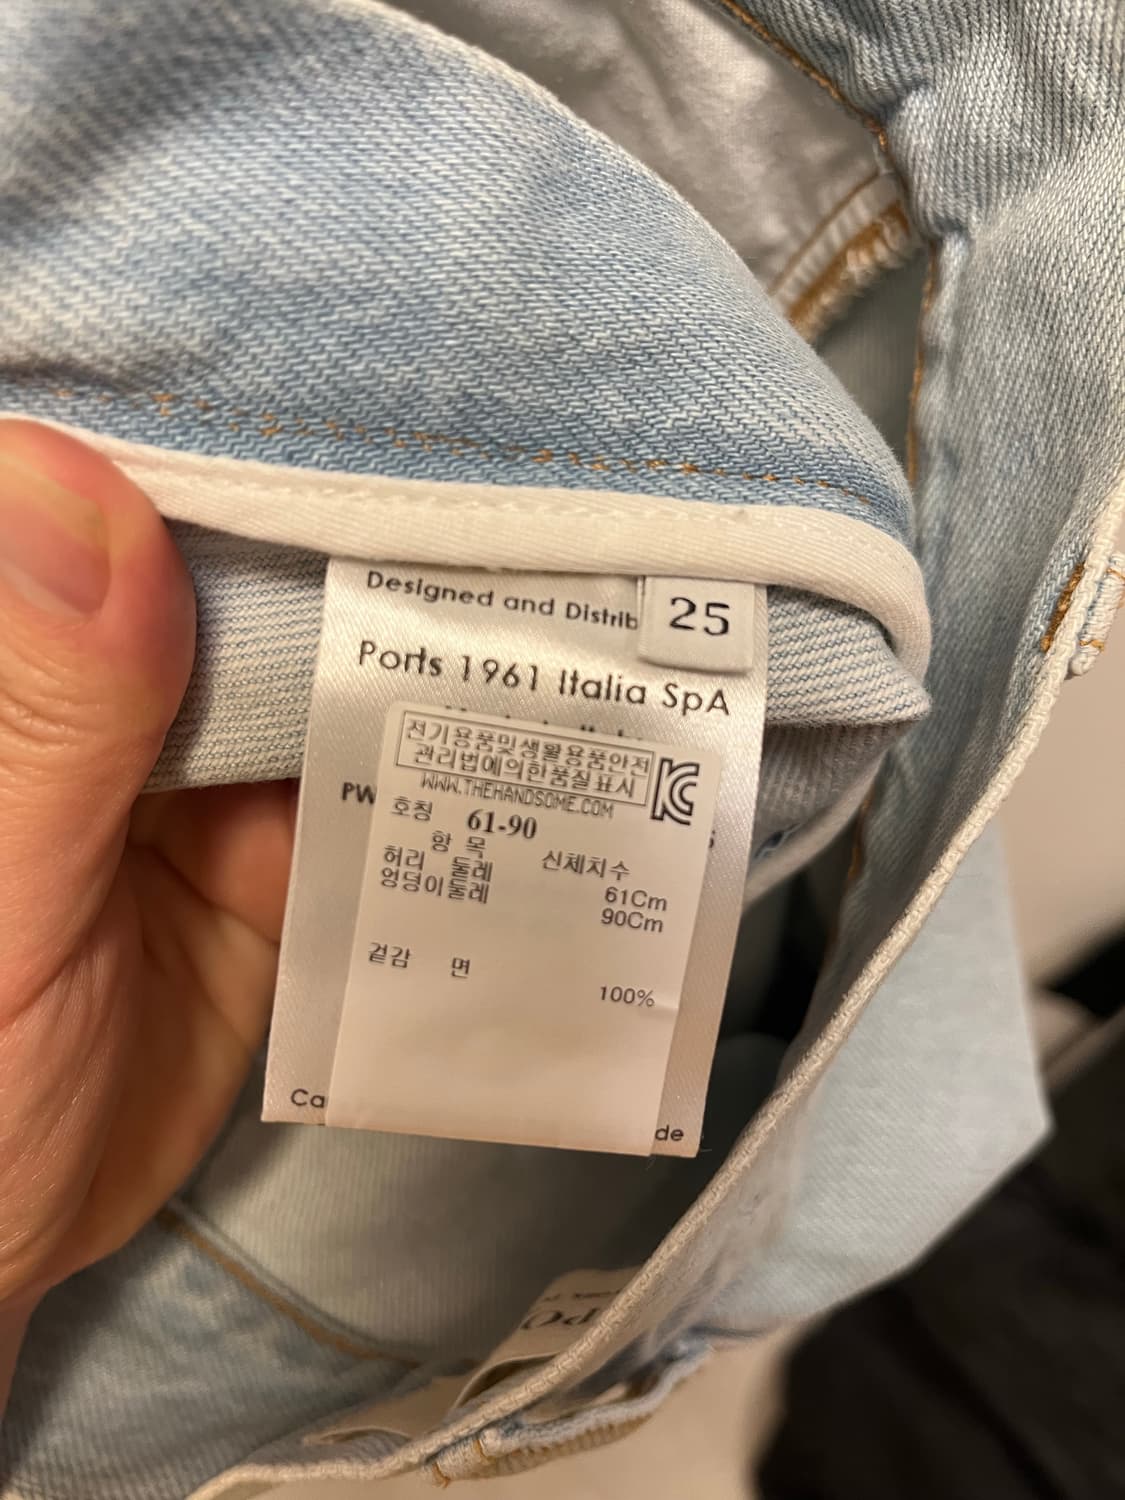 Designed and Distrib
25
Ports 1961 Italia SpA
전기용품및생활용품안전
관리법에의한품질표시
WWW.THEHANDSOME.COM
PW
호칭 61-90
항 목 신체치수
허리 둘레 61Cm
엉덩이둘레 90Cm
겉감 면 100%
Ca
de